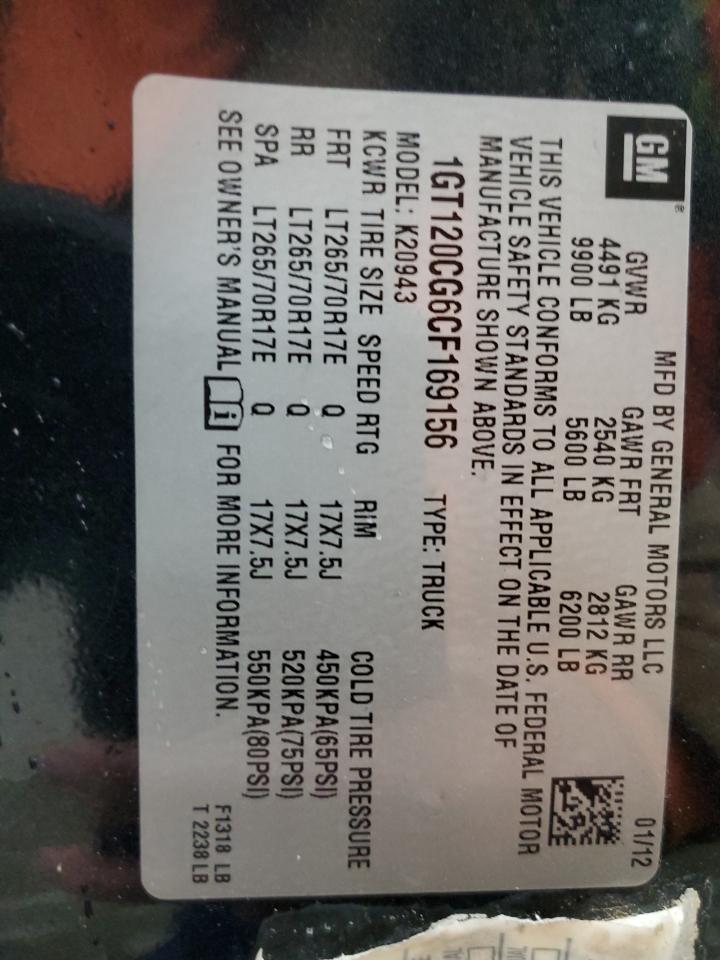 GM®
MFD BY GENERAL MOTORS LLC 01/12
GVWR GAWR FRT GAWR RR
4491 KG 2540 KG 2812 KG
9900 LB 5600 LB 6200 LB
THIS VEHICLE CONFORMS TO ALL APPLICABLE U.S. FEDERAL MOTOR
VEHICLE SAFETY STANDARDS IN EFFECT ON THE DATE OF
MANUFACTURE SHOWN ABOVE.
1GT120CG6CF169156 TYPE: TRUCK
MODEL: K20943
KCWR TIRE SIZE SPEED RTG RIM COLD TIRE PRESSURE
FRT LT265/70R17E Q 17X7.5J 450KPA(65PSI)
RR LT265/70R17E Q 17X7.5J 520KPA(75PSI)
SPA LT265/70R17E Q 17X7.5J 550KPA(80PSI)
SEE OWNER'S MANUAL i FOR MORE INFORMATION.
F1318 LB
T 2238 LB